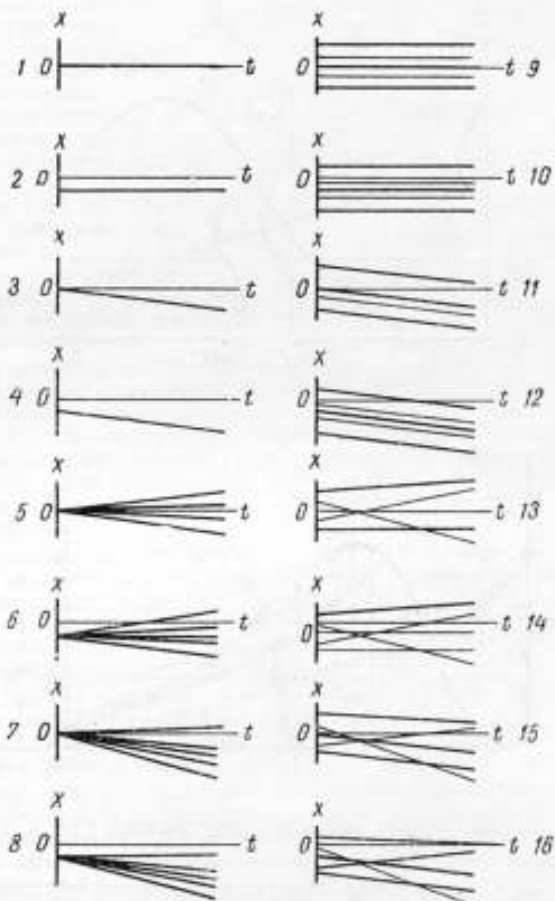 x x
1 0 t 0 t 9
x x
2 0 t 0 t 10
x x
3 0 t 0 t 11
x x
4 0 t 0 t 12
x x
5 0 t 0 t 13
x x
6 0 t 0 t 14
x x
7 0 t 0 t 15
x x
8 0 t 0 t 16